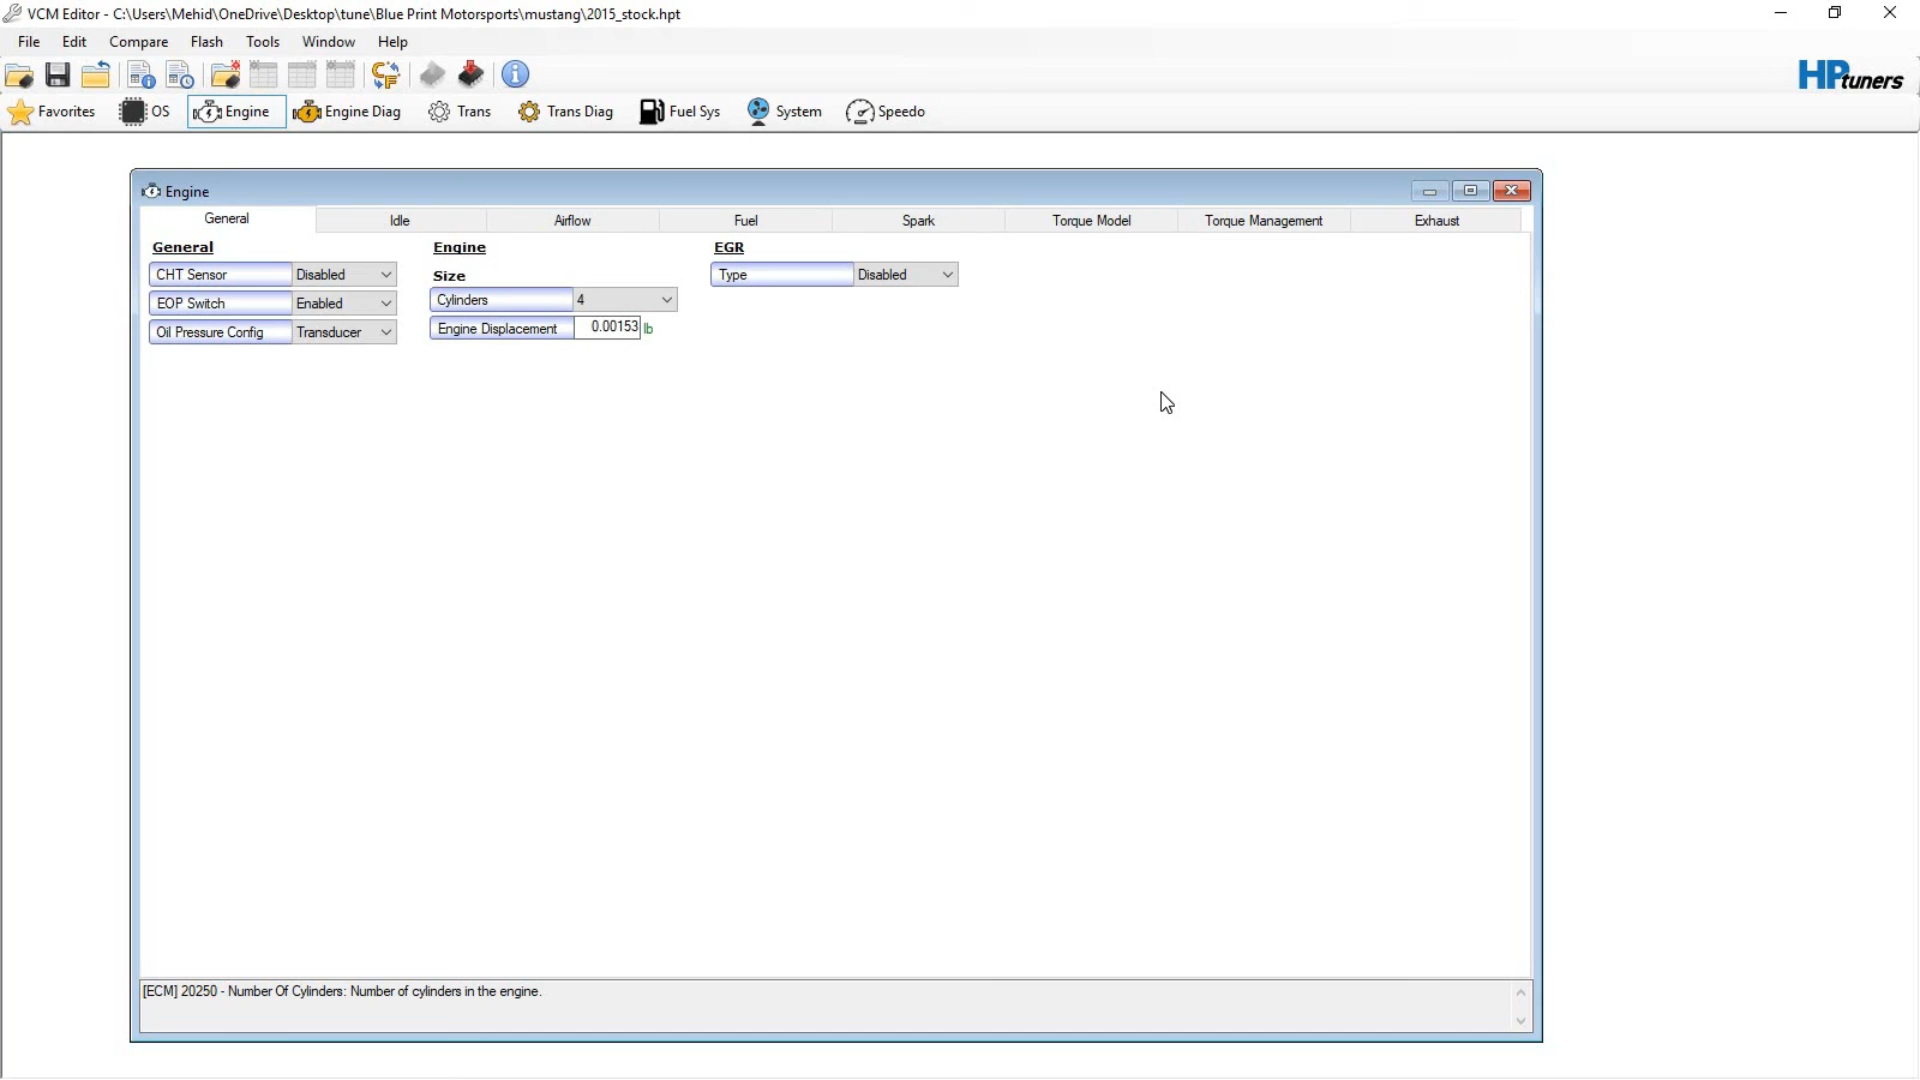 VCM Editor - C:\Users\Mehid\OneDrive\Desktop\tune\Blue Print Motorsports\mustang\2015_stock.hpt
File Edit Compare Flash Tools Window Help
HPtuners
Favorites OS Engine Engine Diag Trans Trans Diag Fuel Sys System Speedo
Engine
General Idle Airflow Fuel Spark Torque Model Torque Management Exhaust
General Engine EGR
CHT Sensor Disabled Size Type Disabled
EOP Switch Enabled Cylinders 4
Oil Pressure Config Transducer Engine Displacement 0.00153 lb
[ECM] 20250 - Number Of Cylinders: Number of cylinders in the engine.